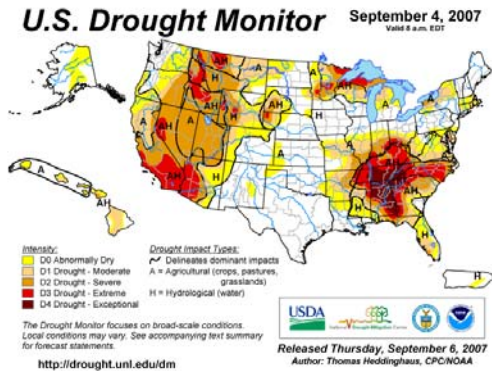 U.S. Drought Monitor
September 4, 2007
Valid 8 a.m. EDT
Intensity:
D0 Abnormally Dry
D1 Drought - Moderate
D2 Drought - Severe
D3 Drought - Extreme
D4 Drought - Exceptional
Drought Impact Types:
Delineates dominant impacts
A = Agricultural (crops, pastures,
grasslands)
H = Hydrological (water)
The Drought Monitor focuses on broad-scale conditions.
Local conditions may vary. See accompanying text summary
for forecast statements.
http://drought.unl.edu/dm
USDA
Released Thursday, September 6, 2007
Author: Thomas Heddinghaus, CPC/NOAA